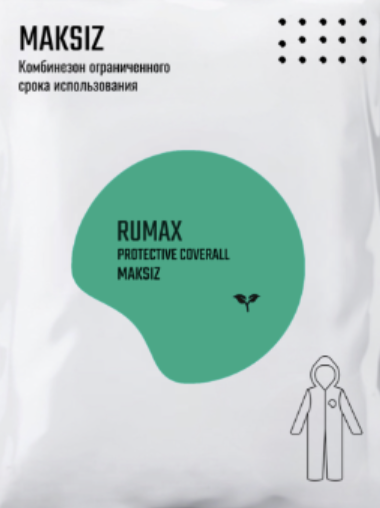 MAKSIZ
Комбинезон ограниченного
срока использования
RUMAX
PROTECTIVE COVERALL
MAKSIZ